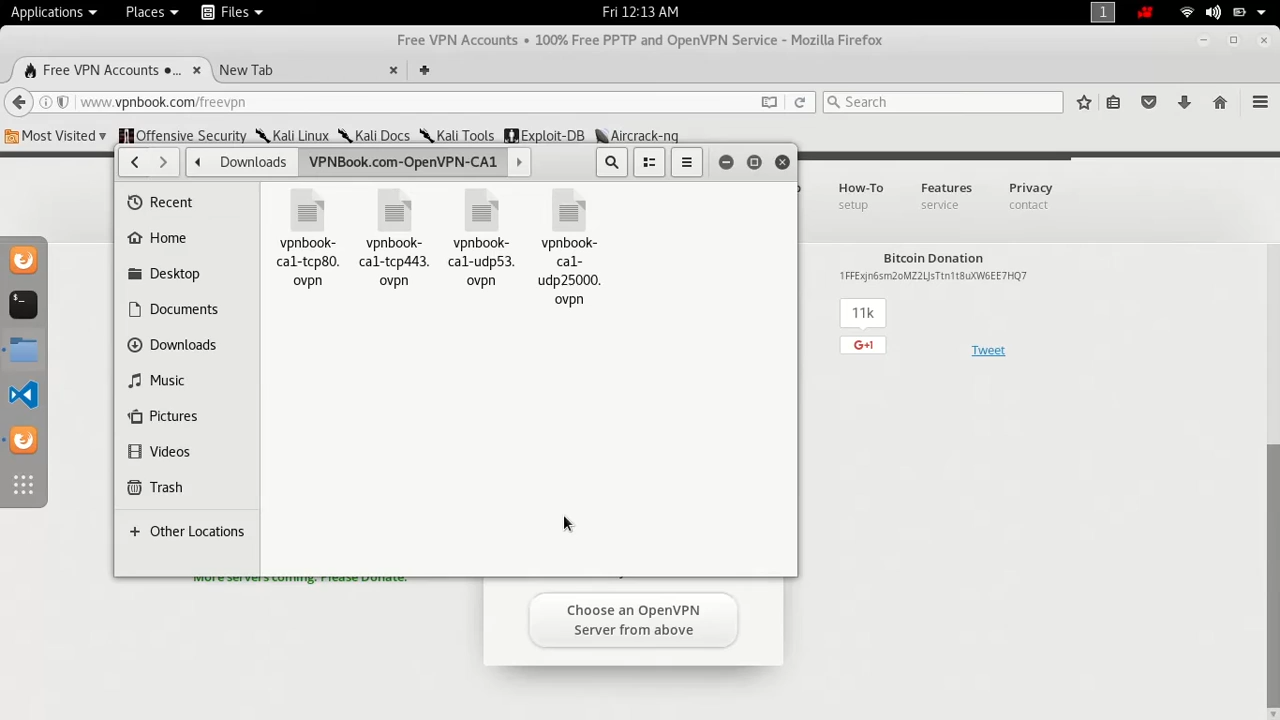 Applications Places Files Fri 12:13 AM 1
Free VPN Accounts • 100% Free PPTP and OpenVPN Service - Mozilla Firefox
Free VPN Accounts ●... New Tab
www.vpnbook.com/freevpn Search
Most Visited Offensive Security Kali Linux Kali Docs Kali Tools Exploit-DB Aircrack-ng
Downloads VPNBook.com-OpenVPN-CA1
How-To Features Privacy
setup service contact
Recent
Home
Desktop
Documents
Downloads
Music
Pictures
Videos
Trash
Other Locations
vpnbook-
ca1-tcp80.
ovpn
vpnbook-
ca1-tcp443.
ovpn
vpnbook-
ca1-udp53.
ovpn
vpnbook-
ca1-
udp25000.
ovpn
Bitcoin Donation
1FFExjn6sm2oMZ2LJsTtn1t8uXW6EE7HQ7
11k
G+1
Tweet
More servers coming. Please Donate.
Choose an OpenVPN
Server from above